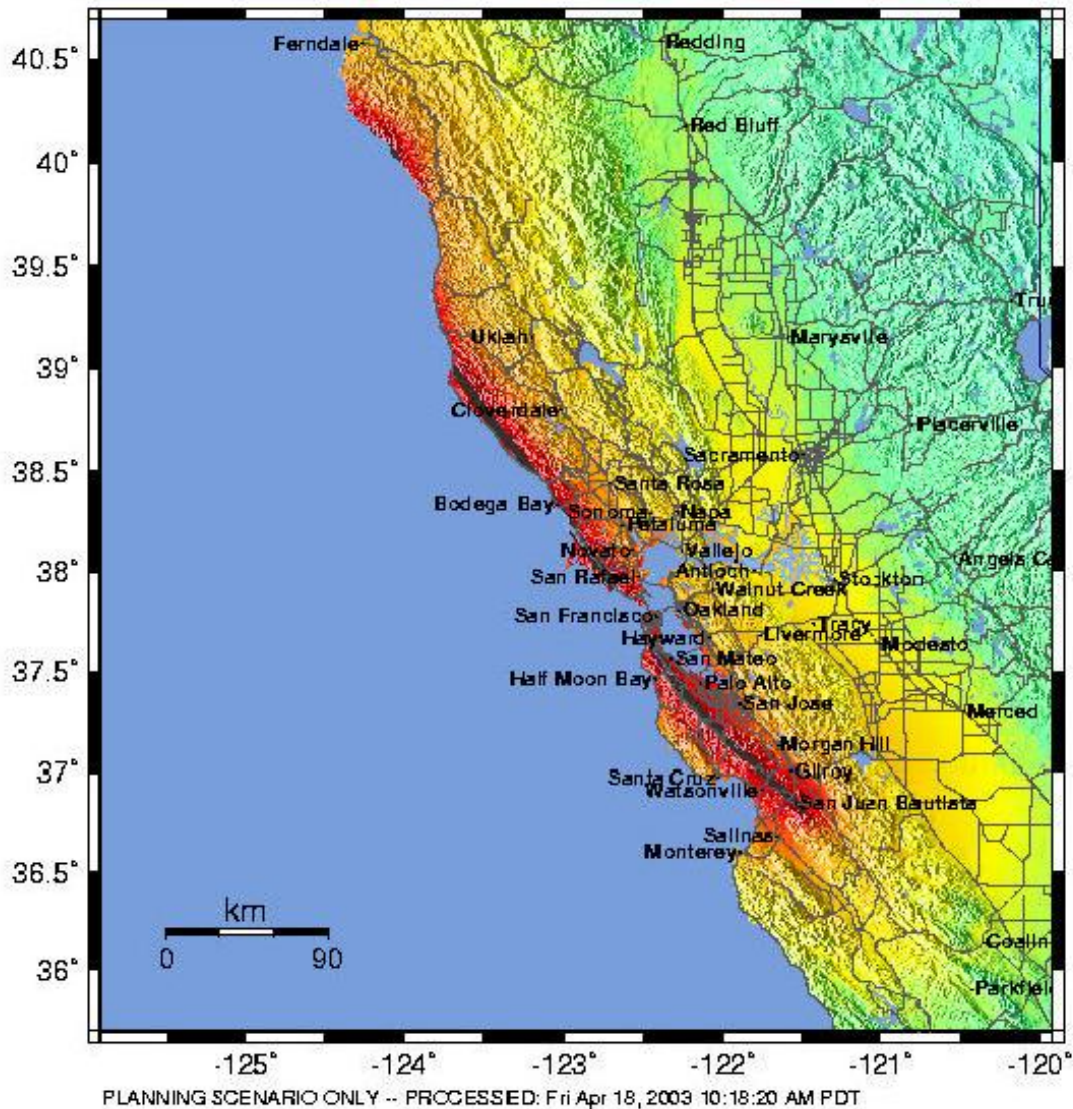 Ferndale
Redding
40.5°
Red Bluff
40°
39.5°
Ukiah
Marysville
39°
Cloverdale
Placerville
Sacramento
38.5°
Santa Rosa
Bodega Bay
Sonoma
Napa
Petaluma
Novato
Vallejo
38°
San Rafael
Antioch
Stockton
Angels Ca
Walnut Creek
San Francisco
Oakland
Tracy
Hayward
Livermore
Modesto
San Mateo
37.5°
Half Moon Bay
Palo Alto
San Jose
Merced
Morgan Hill
37°
Santa Cruz
Gilroy
Watsonville
San Juan Bautista
Salinas
Monterey
36.5°
km
0
90
Coalin
36°
Parkfiel
-125°
-124°
-123°
-122°
-121°
-120°
PLANNING SCENARIO ONLY -- PROCESSED: Fri Apr 18, 2003 10:18:20 AM PDT